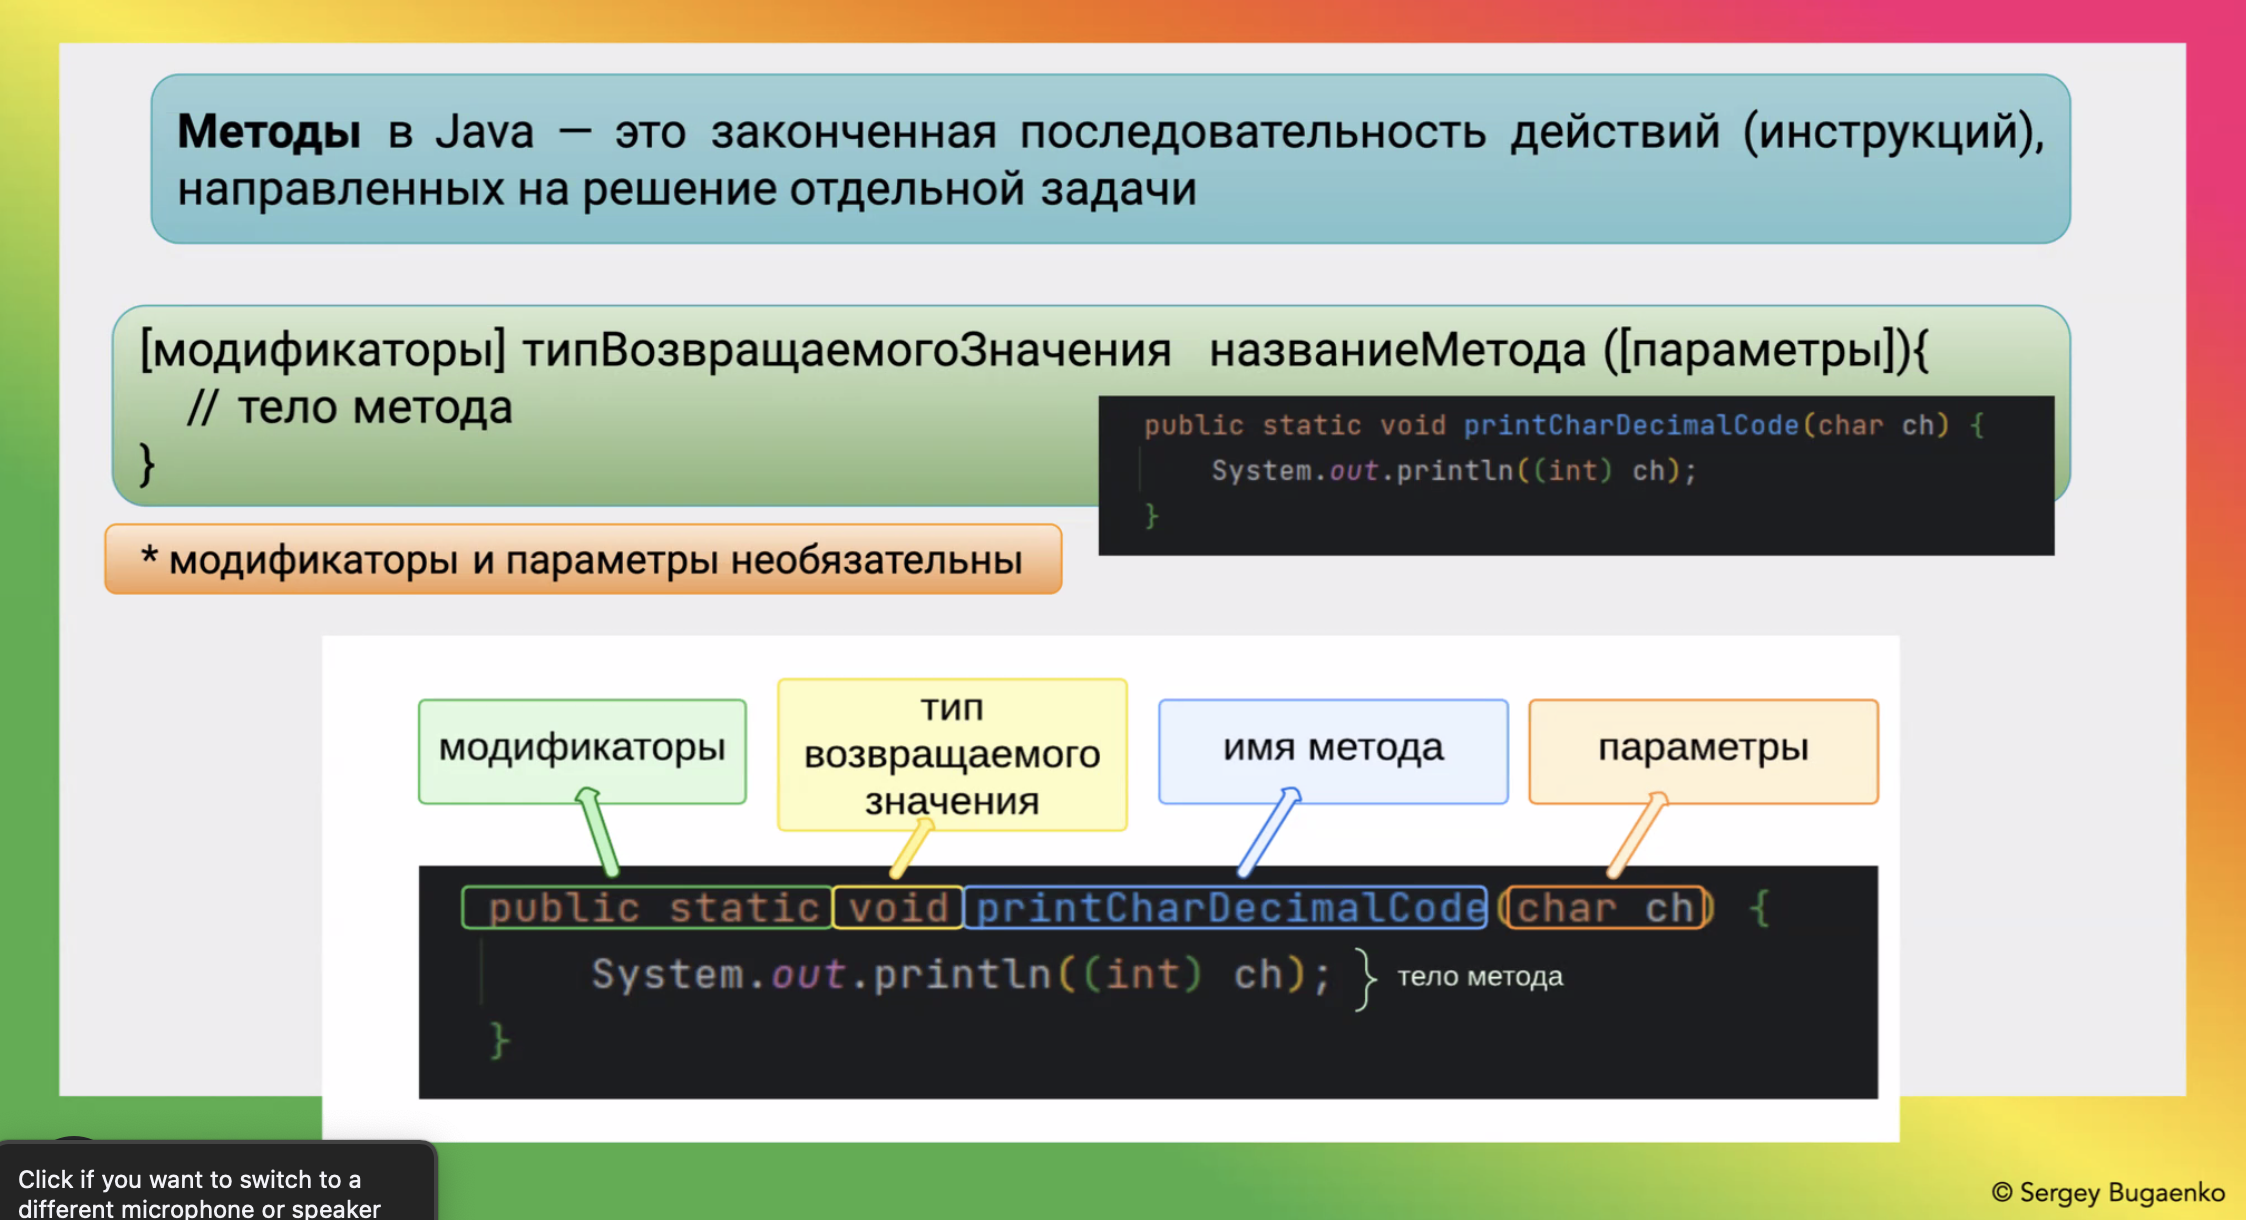 Методы в Java — это законченная последовательность действий (инструкций),
направленных на решение отдельной задачи
[модификаторы] типВозвращаемогоЗначения названиеМетода ([параметры]){
// тело метода
}
public static void printCharDecimalCode(char ch) {
System.out.println((int) ch);
}
* модификаторы и параметры необязательны
модификаторы
тип
возвращаемого
значения
имя метода
параметры
public static void printCharDecimalCode(char ch) {
System.out.println((int) ch); } тело метода
}
Click if you want to switch to a
different microphone or speaker
© Sergey Bugaenko